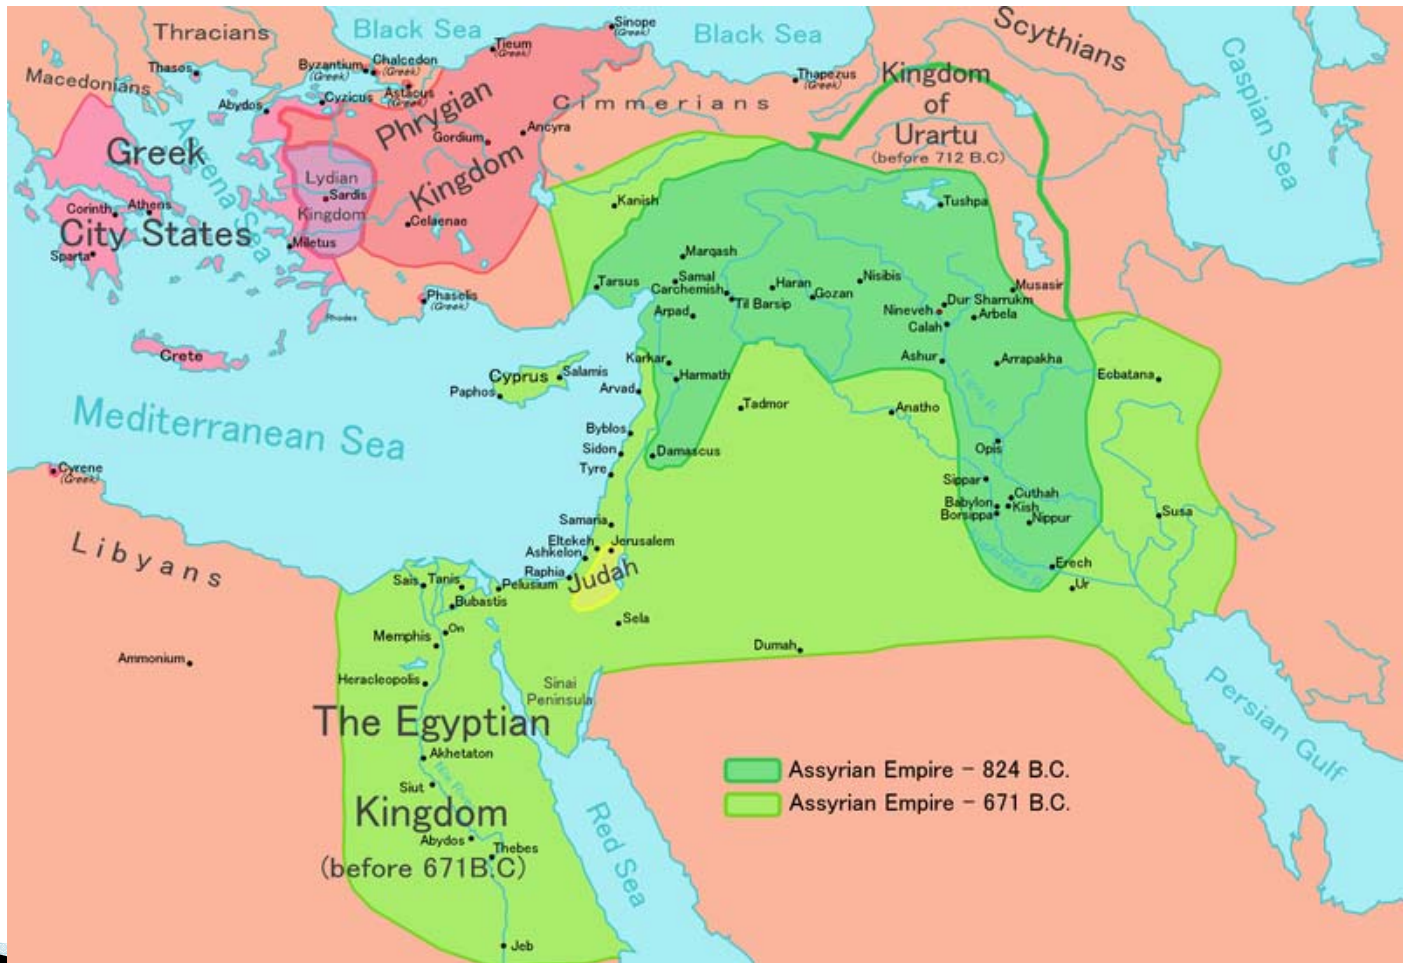 Black Sea
Black Sea
Caspian Sea
Scythians
Thracians
Macedonians
Thasos
Byzantium
(Greek)
Chalcedon
(Greek)
Tieum
(Greek)
Sinope
(Greek)
Astacus
(Greek)
Cyzicus
Abydos
Thapezus
(Greek)
Cimmerians
Kingdom
of
Urartu
(before 712 B.C)
Phrygian
Kingdom
Gordium
Ancyra
Greek
City States
Corinth
Athens
Sparta
Lydian
Kingdom
Sardis
Miletus
Celaenae
Kanish
Tushpa
Marqash
Tarsus
Samal
Carchemish
Til Barsip
Haran
Gozan
Nisibis
Musasir
Dur Sharrukm
Nineveh
Arbela
Calah
Arpad
Phaselis
(Greek)
Rhodes
Crete
Karkar
Harmath
Ashur
Arrapakha
Ecbatana
Cyprus
Salamis
Paphos
Arvad
Tadmor
Anatho
Mediterranean Sea
Byblos
Sidon
Tyre
Damascus
Opis
Sippar
Cuthah
Babylon
Kish
Borsippa
Nippur
Susa
Cyrene
(Greek)
Samaria
Eltekeh
Jerusalem
Ashkelon
Raphia
Judah
Erech
Ur
Libyans
Sais
Tanis
Pelusium
Bubastis
On
Memphis
Sela
Dumah
Ammonium
Heracleopolis
Sinai
Peninsula
Persian Gulf
The Egyptian
Kingdom
(before 671B.C)
Akhetaton
Siut
Abydos
Thebes
Jeb
Red Sea
Assyrian Empire - 824 B.C.
Assyrian Empire - 671 B.C.